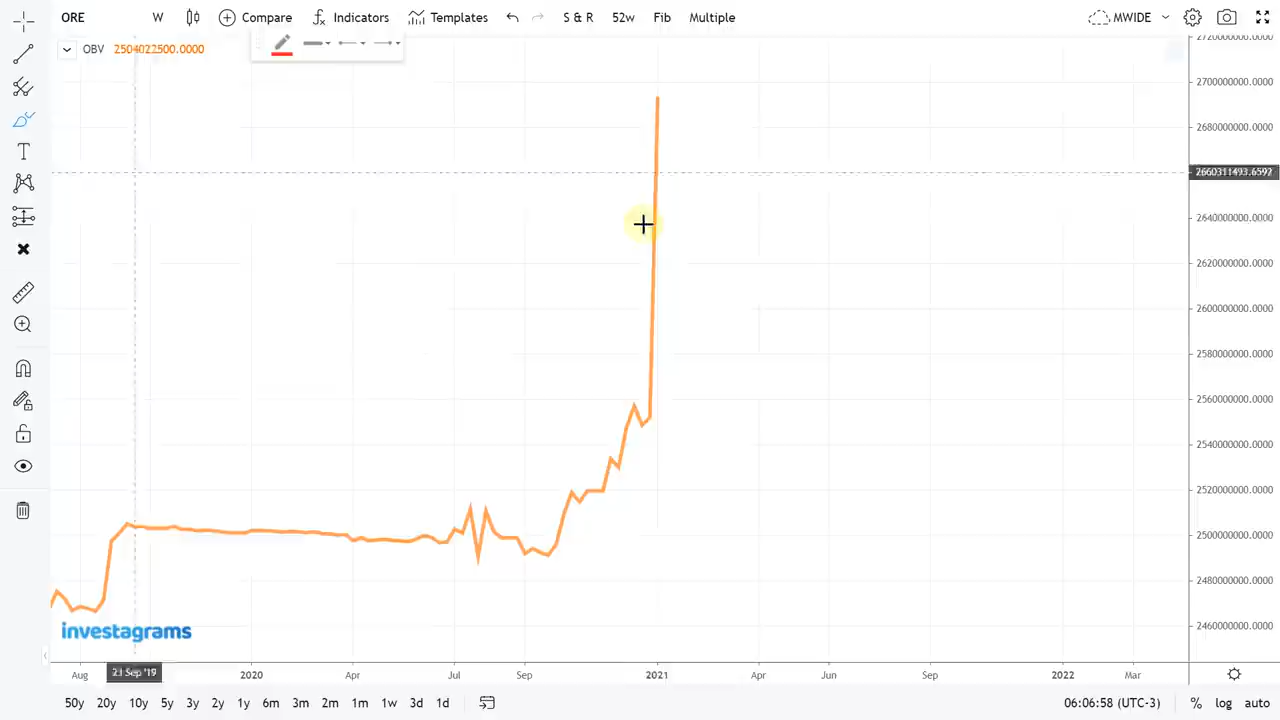 ORE W Compare Indicators Templates S & R 52w Fib Multiple MWIDE
OBV 2504022500.0000
2720000000.0000
2700000000.0000
2680000000.0000
2660311493.6592
2640000000.0000
2620000000.0000
2600000000.0000
2580000000.0000
2560000000.0000
2540000000.0000
2520000000.0000
2500000000.0000
2480000000.0000
2460000000.0000
investagrams
Aug 23 Sep '19 2020 Apr Jul Sep 2021 Apr Jun Sep 2022 Mar
50y 20y 10y 5y 3y 2y 1y 6m 3m 2m 1m 1w 3d 1d 06:06:58 (UTC-3) % log auto